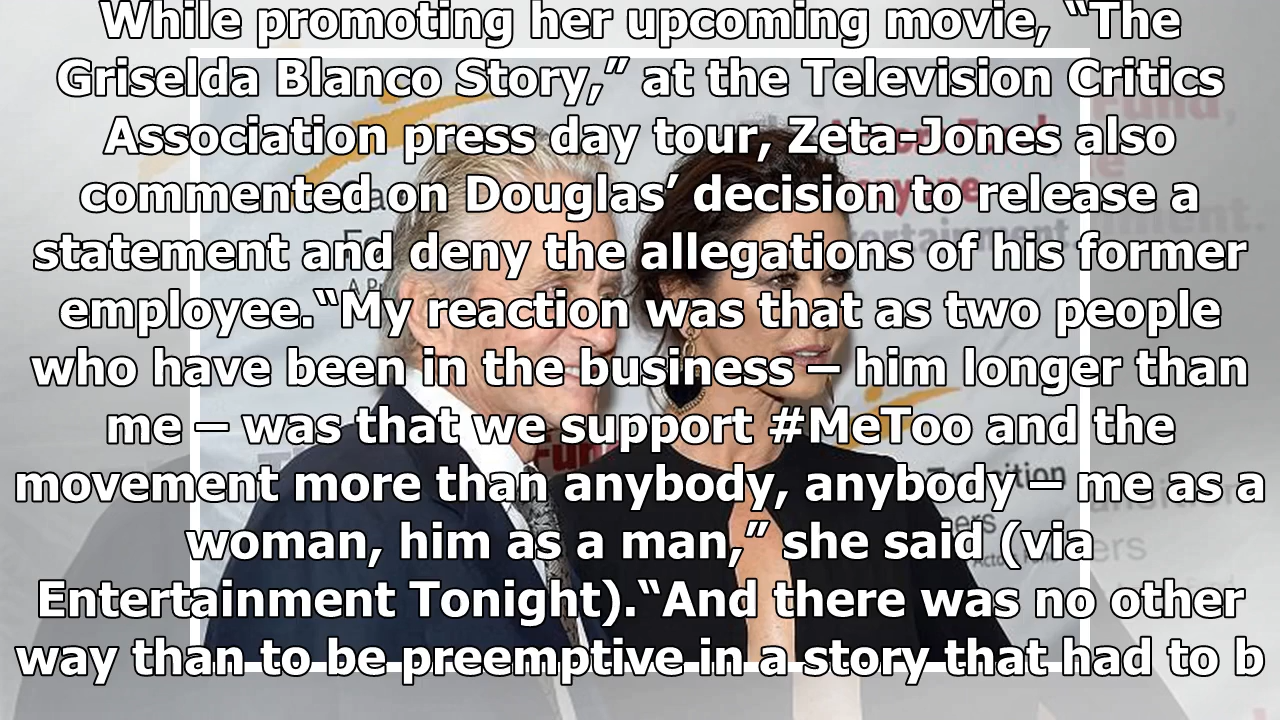 While promoting her upcoming movie, “The
Griselda Blanco Story,” at the Television Critics
Association press day tour, Zeta-Jones also
commented on Douglas’ decision to release a
statement and deny the allegations of his former
employee.“My reaction was that as two people
who have been in the business – him longer than
me – was that we support #MeToo and the
movement more than anybody, anybody – me as a
woman, him as a man,” she said (via
Entertainment Tonight).“And there was no other
way than to be preemptive in a story that had to b